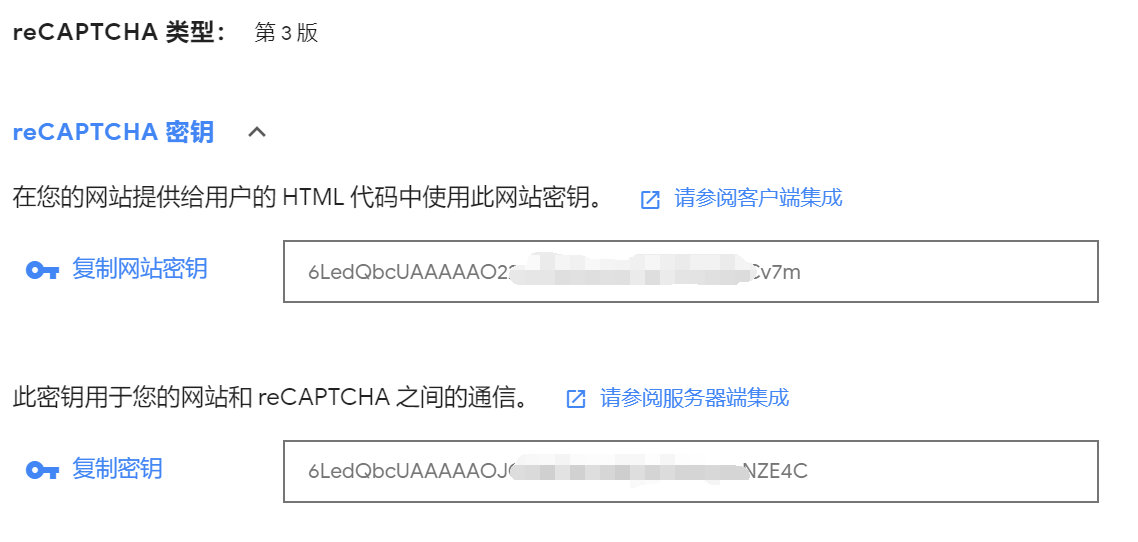 reCAPTCHA 类型： 第 3 版
reCAPTCHA 密钥
在您的网站提供给用户的 HTML 代码中使用此网站密钥。 请参阅客户端集成
复制网站密钥 6LedQbcUAAAAAO2 Cv7m
此密钥用于您的网站和 reCAPTCHA 之间的通信。 请参阅服务器端集成
复制密钥 6LedQbcUAAAAAOJ NZE4C